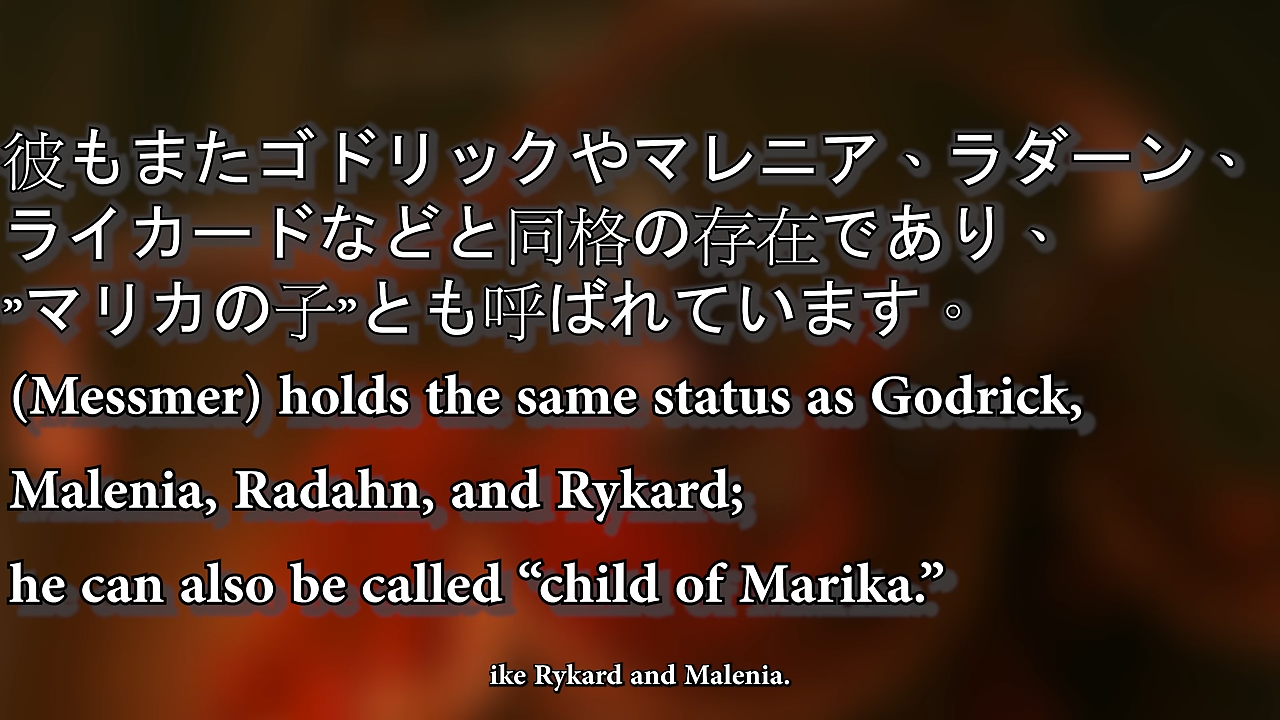 彼もまたゴドリックやマレニア、ラダーン、
ライカードなどと同格の存在であり、
”マリカの子”とも呼ばれています。
(Messmer) holds the same status as Godrick,
Malenia, Radahn, and Rykard;
he can also be called “child of Marika.”
ike Rykard and Malenia.